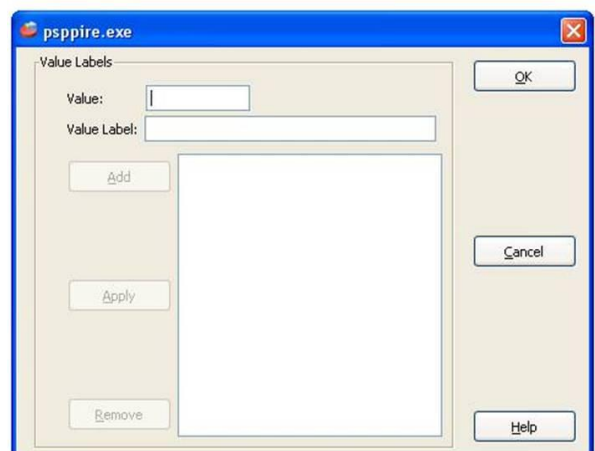 psppire.exe
Value Labels
OK
Value:
Value Label:
Add
Cancel
Apply
Remove
Help